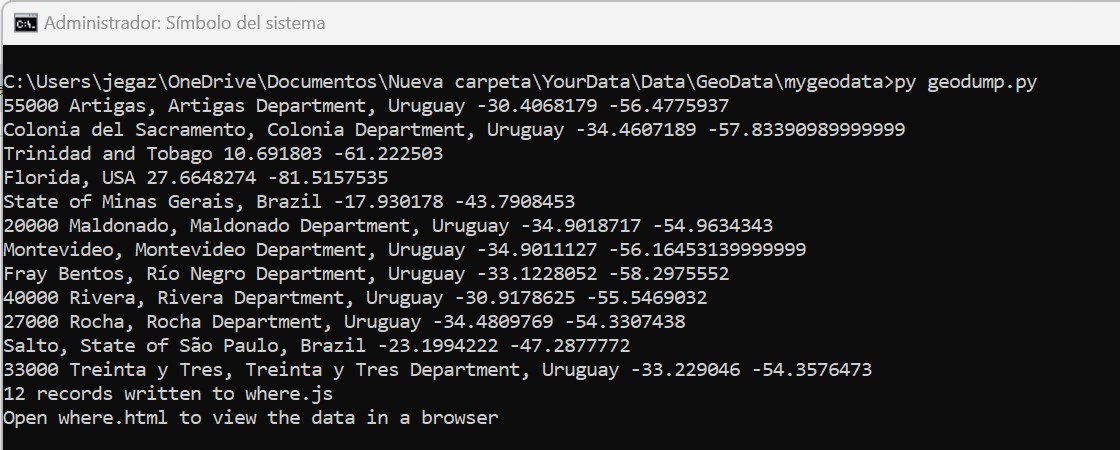 Administrador: Símbolo del sistema
C:\Users\jegaz\OneDrive\Documentos\Nueva carpeta\YourData\Data\GeoData\mygeodata>py geodump.py
55000 Artigas, Artigas Department, Uruguay -30.4068179 -56.4775937
Colonia del Sacramento, Colonia Department, Uruguay -34.4607189 -57.83390989999999
Trinidad and Tobago 10.691803 -61.222503
Florida, USA 27.6648274 -81.5157535
State of Minas Gerais, Brazil -17.930178 -43.7908453
20000 Maldonado, Maldonado Department, Uruguay -34.9018717 -54.9634343
Montevideo, Montevideo Department, Uruguay -34.9011127 -56.16453139999999
Fray Bentos, Río Negro Department, Uruguay -33.1228052 -58.2975552
40000 Rivera, Rivera Department, Uruguay -30.9178625 -55.5469032
27000 Rocha, Rocha Department, Uruguay -34.4809769 -54.3307438
Salto, State of São Paulo, Brazil -23.1994222 -47.2877772
33000 Treinta y Tres, Treinta y Tres Department, Uruguay -33.229046 -54.3576473
12 records written to where.js
Open where.html to view the data in a browser